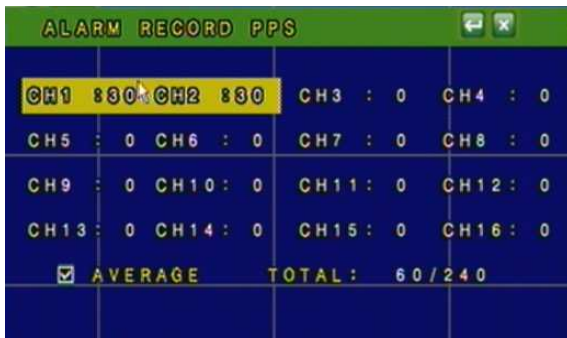 ALARM RECORD PPS
CH1 :30 CH2 :30 CH3 : 0 CH4 : 0
CH5 : 0 CH6 : 0 CH7 : 0 CH8 : 0
CH9 : 0 CH10: 0 CH11: 0 CH12: 0
CH13: 0 CH14: 0 CH15: 0 CH16: 0
AVERAGE TOTAL: 60/240